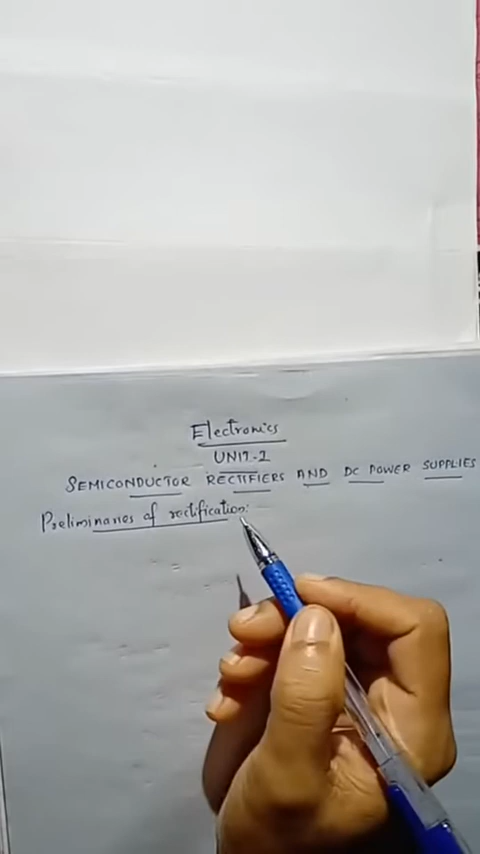 Electronics
UNIT-2
SEMICONDUCTOR RECTIFIERS AND DC POWER SUPPLIES
Preliminaries of rectification: